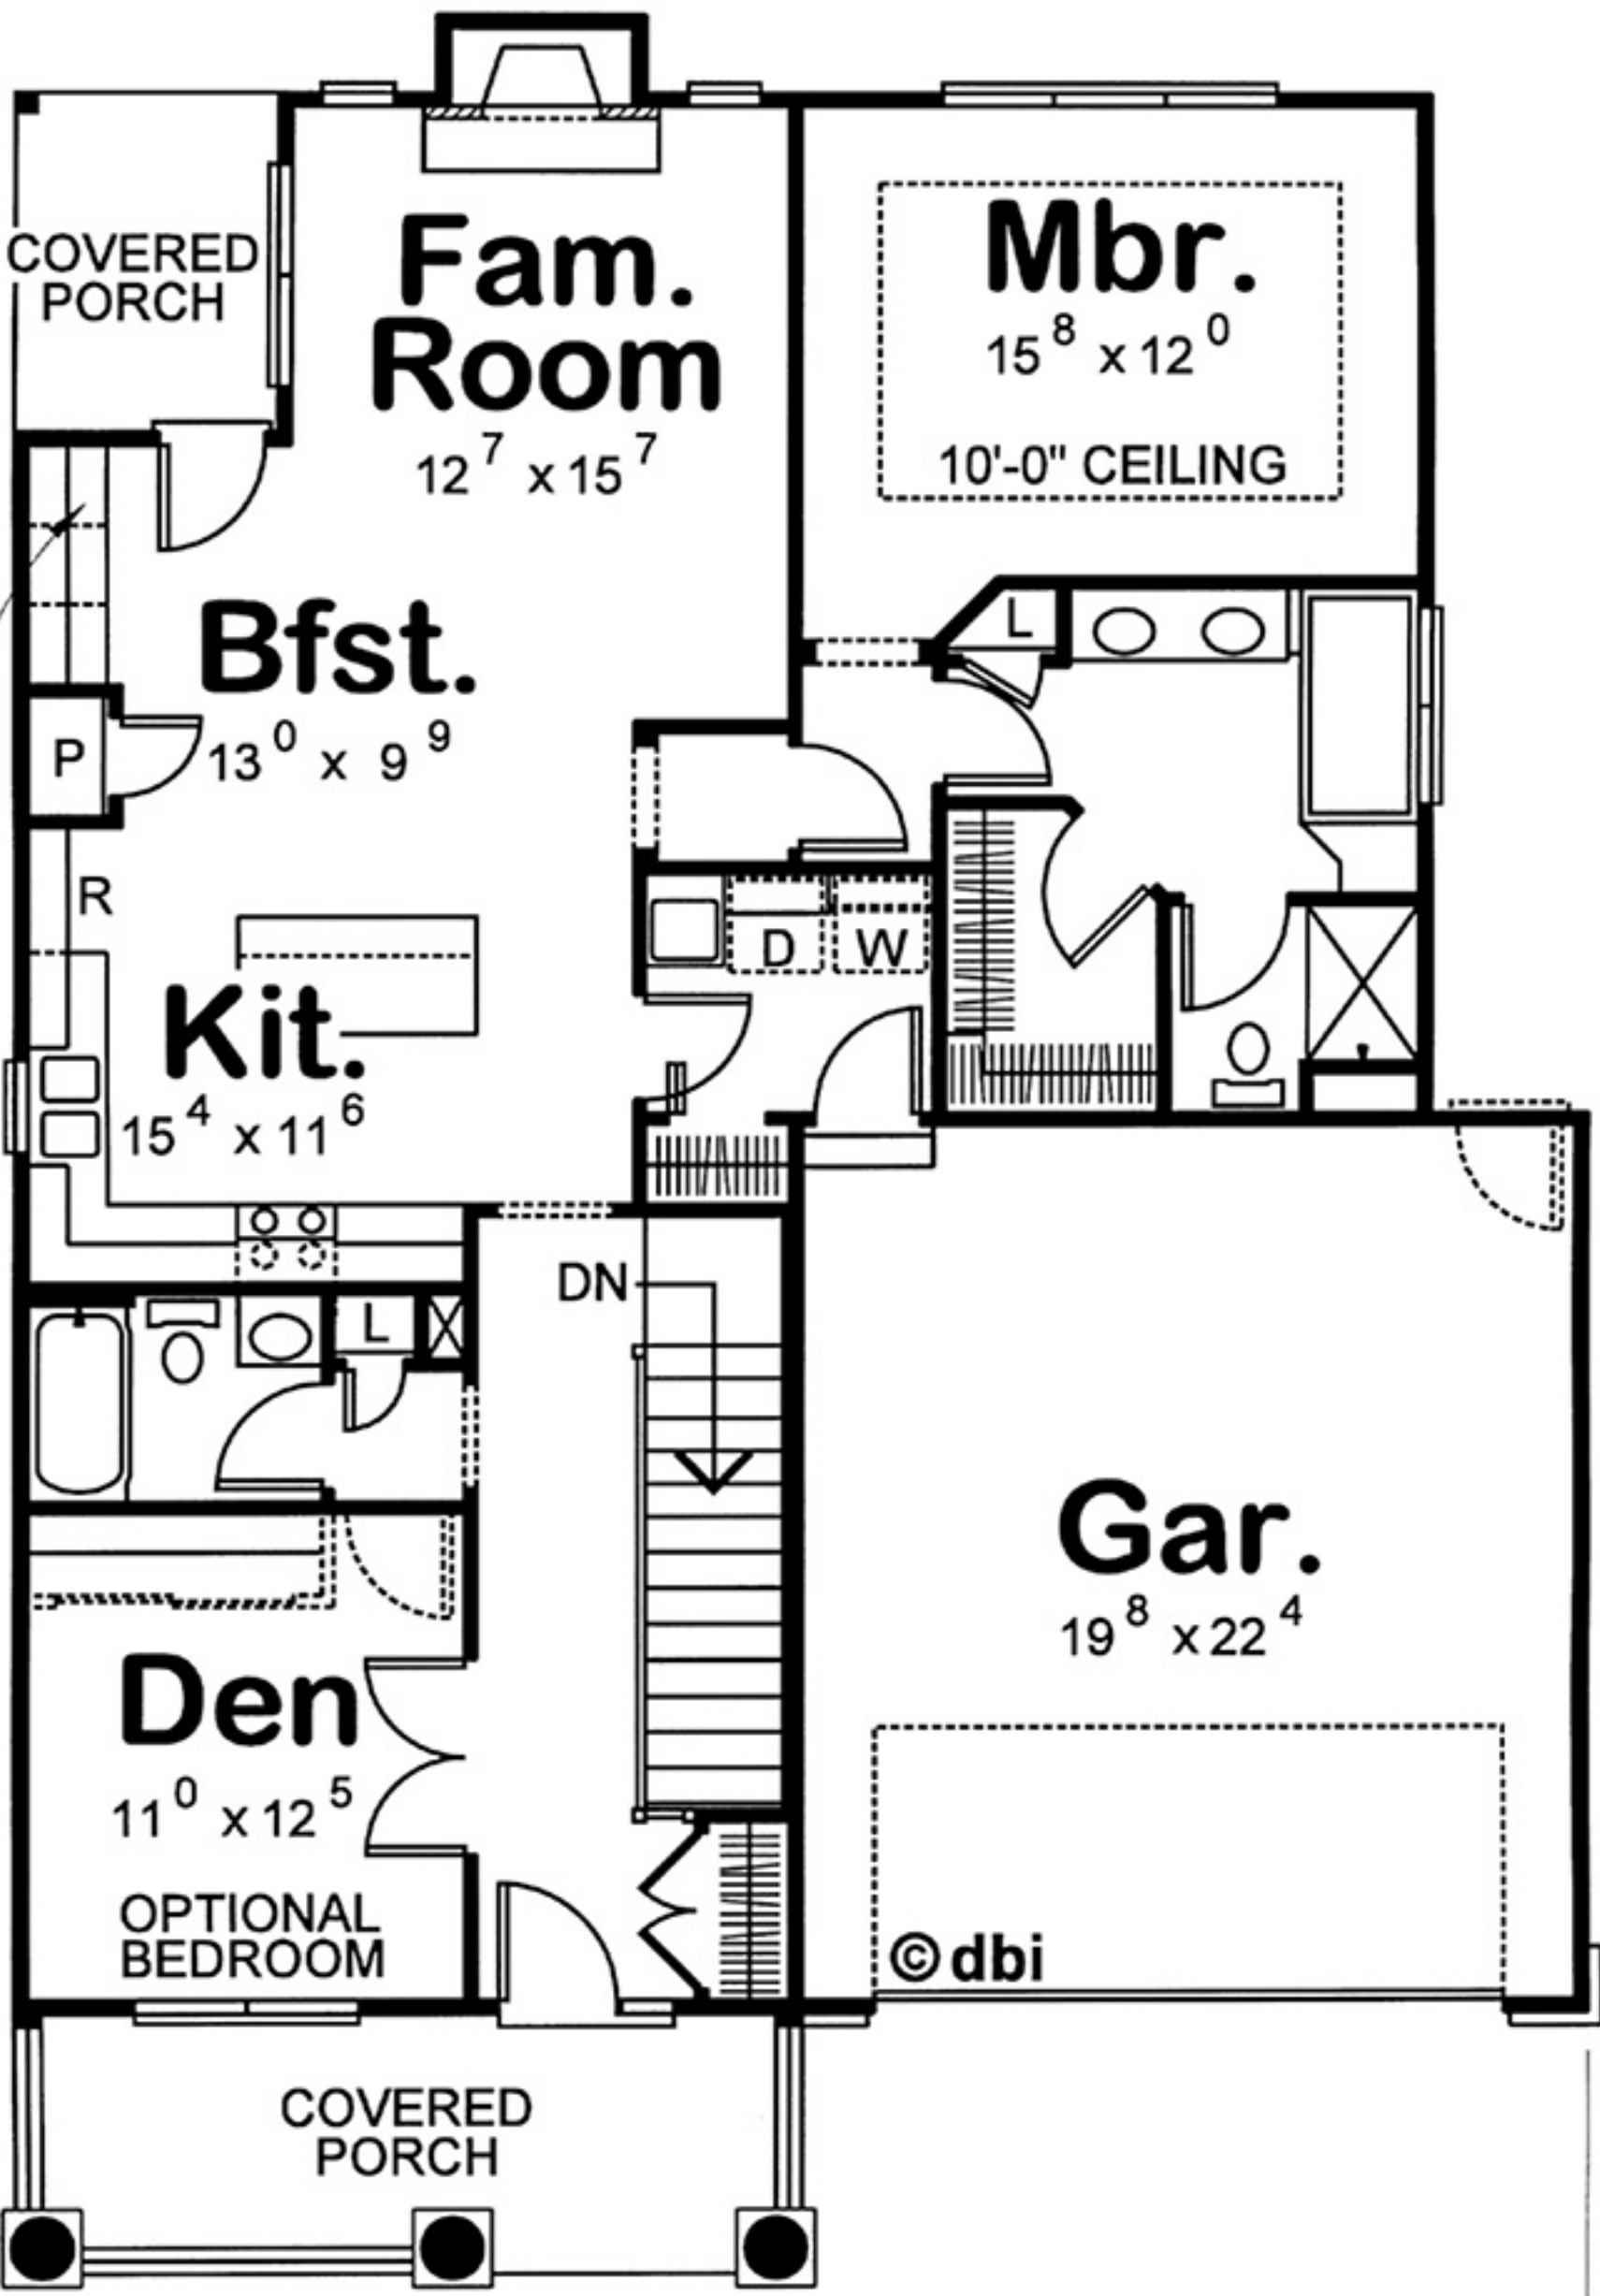 COVERED
PORCH
Fam.
Room
12 7 x 15 7
Mbr.
15 8 x 12 0
10'-0" CEILING
L
Bfst.
13 0 x 9 9
P
R
D
W
Kit.
15 4 x 11 6
DN
L
Den
11 0 x 12 5
OPTIONAL
BEDROOM
Gar.
19 8 x 22 4
© dbi
COVERED
PORCH